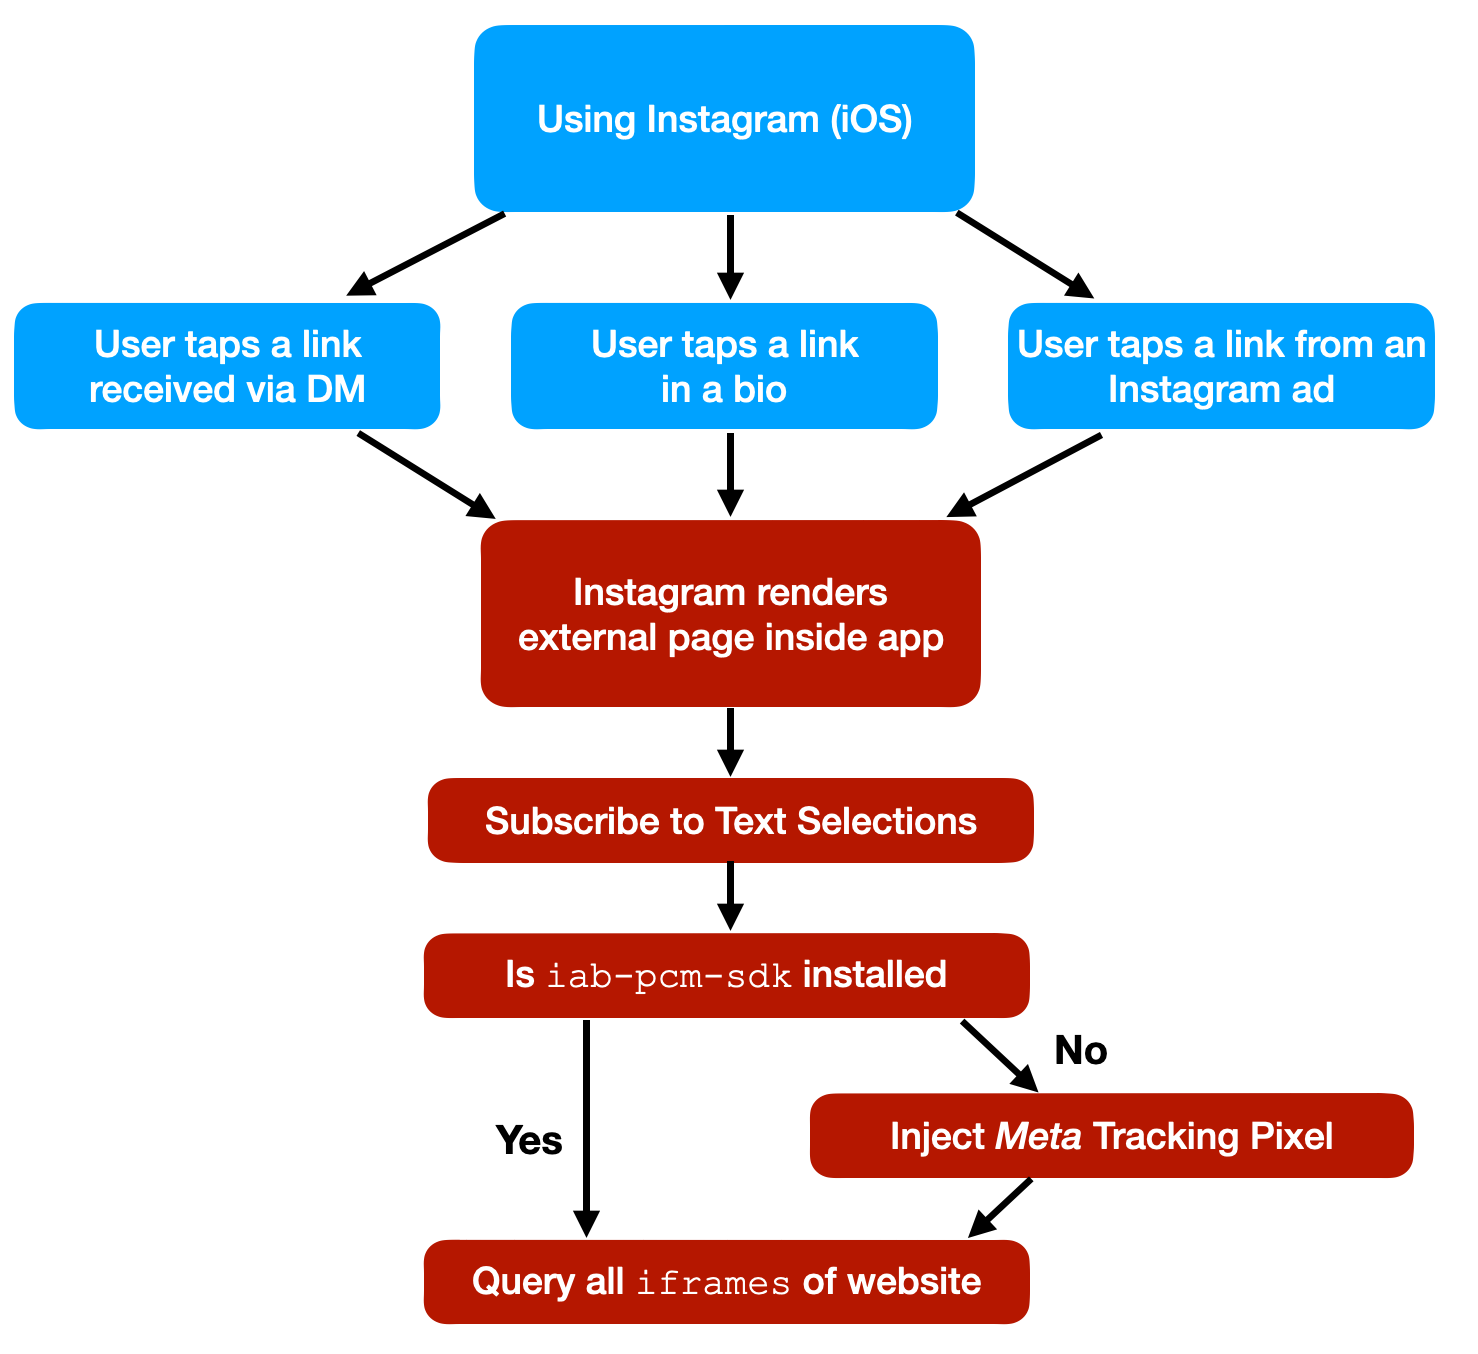 Using Instagram (iOS)
User taps a link
received via DM
User taps a link
in a bio
User taps a link from an
Instagram ad
Instagram renders
external page inside app
Subscribe to Text Selections
Is iab-pcm-sdk installed
No
Inject Meta Tracking Pixel
Yes
Query all iframes of website